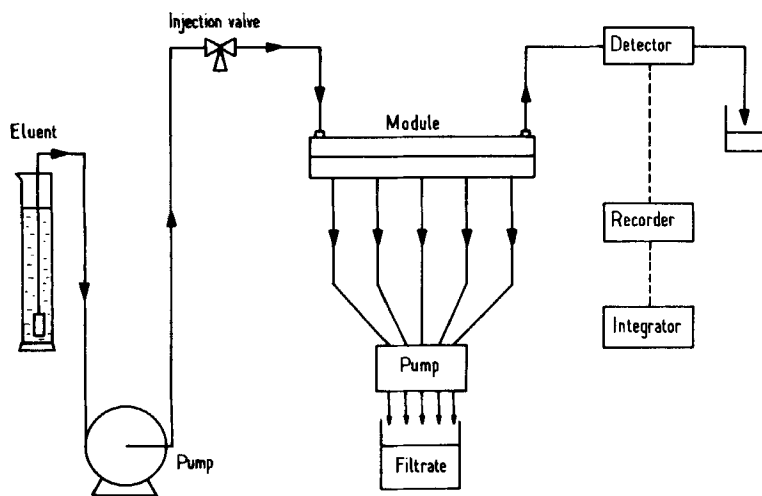 Injection valve
Detector
Eluent
Module
Recorder
Integrator
Pump
Pump
Filtrate